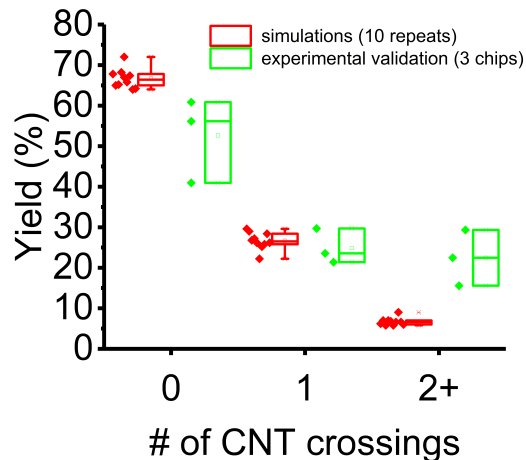 simulations (10 repeats)
experimental validation (3 chips)
Yield (%)
80
70
60
50
40
30
20
10
0
0 1 2+
# of CNT crossings